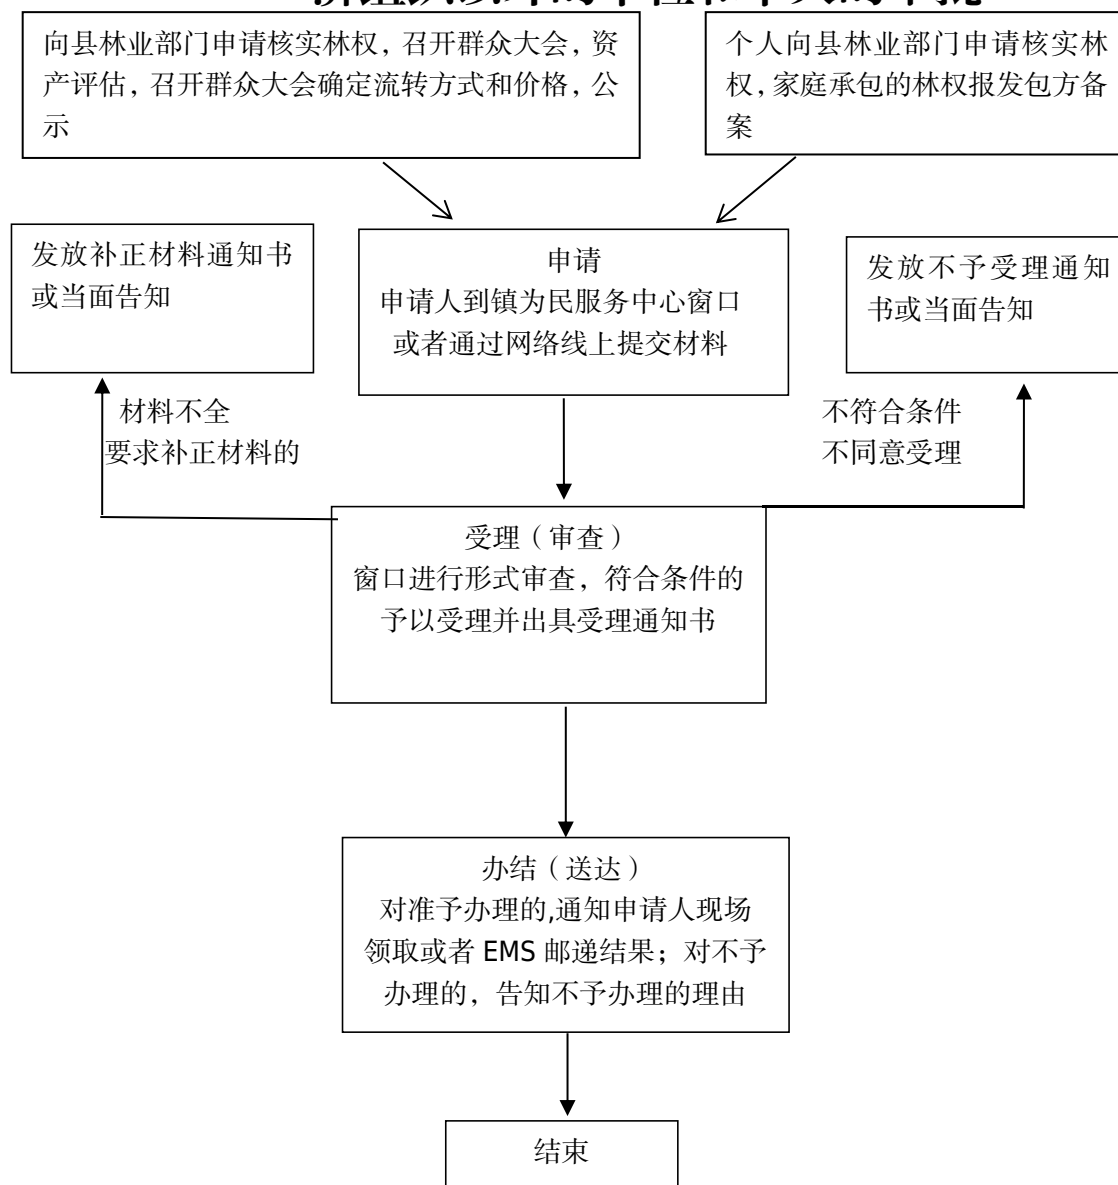 向县林业部门申请核实林权，召开群众大会，资
产评估，召开群众大会确定流转方式和价格，公
示
个人向县林业部门申请核实林
权，家庭承包的林权报发包方备
案
发放补正材料通知书
或当面告知
申请
申请人到镇为民服务中心窗口
或者通过网络线上提交材料
发放不予受理通知
书或当面告知
材料不全
要求补正材料的
不符合条件
不同意受理
受理（审查）
窗口进行形式审查，符合条件的
予以受理并出具受理通知书
办结（送达）
对准予办理的,通知申请人现场
领取或者 EMS 邮递结果；对不予
办理的，告知不予办理的理由
结束